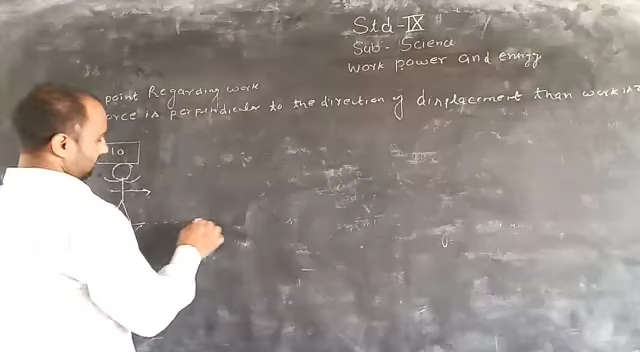 Std-IX
Sub- Science
Work power and energy
point Regarding work
orce is perpendicular to the direction of displacement than work is
10